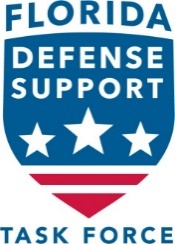 FLORIDA
DEFENSE
SUPPORT
TASK FORCE